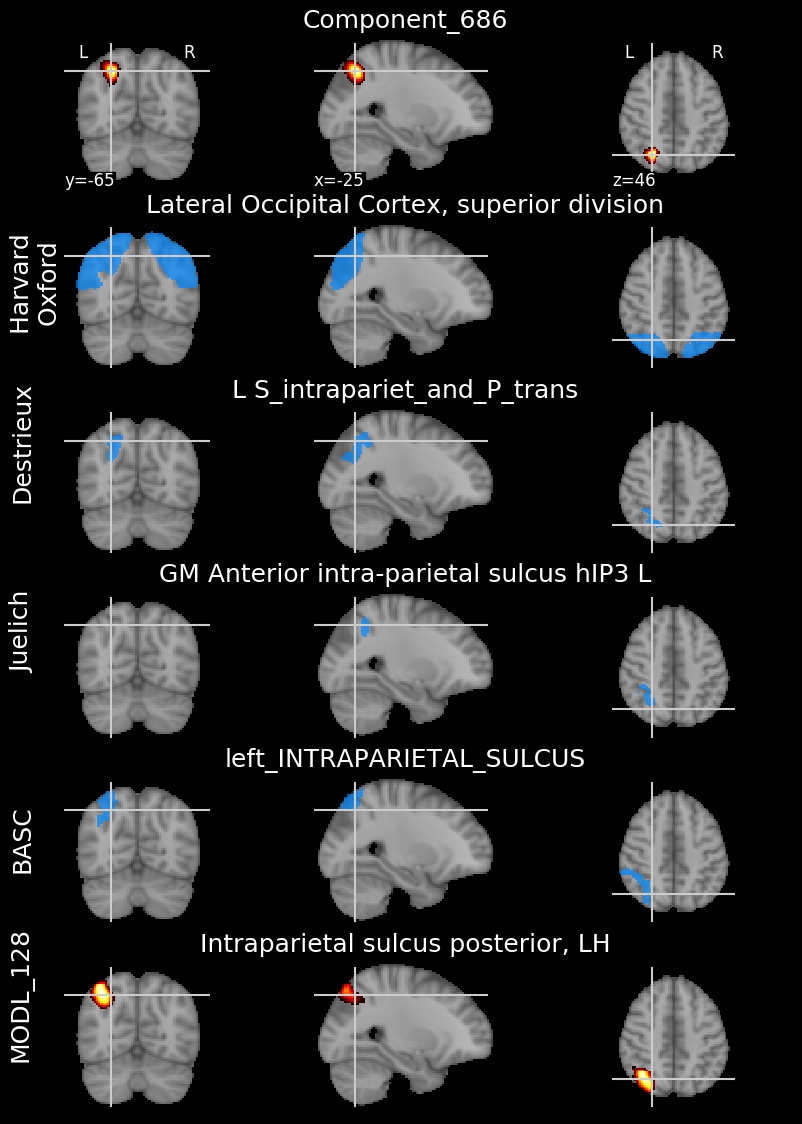 Component_686
L R L R
y=-65 x=-25 z=46
Lateral Occipital Cortex, superior division
Harvard
Oxford
L S_intrapariet_and_P_trans
Destrieux
GM Anterior intra-parietal sulcus hIP3 L
Juelich
left_INTRAPARIETAL_SULCUS
BASC
Intraparietal sulcus posterior, LH
MODL_128